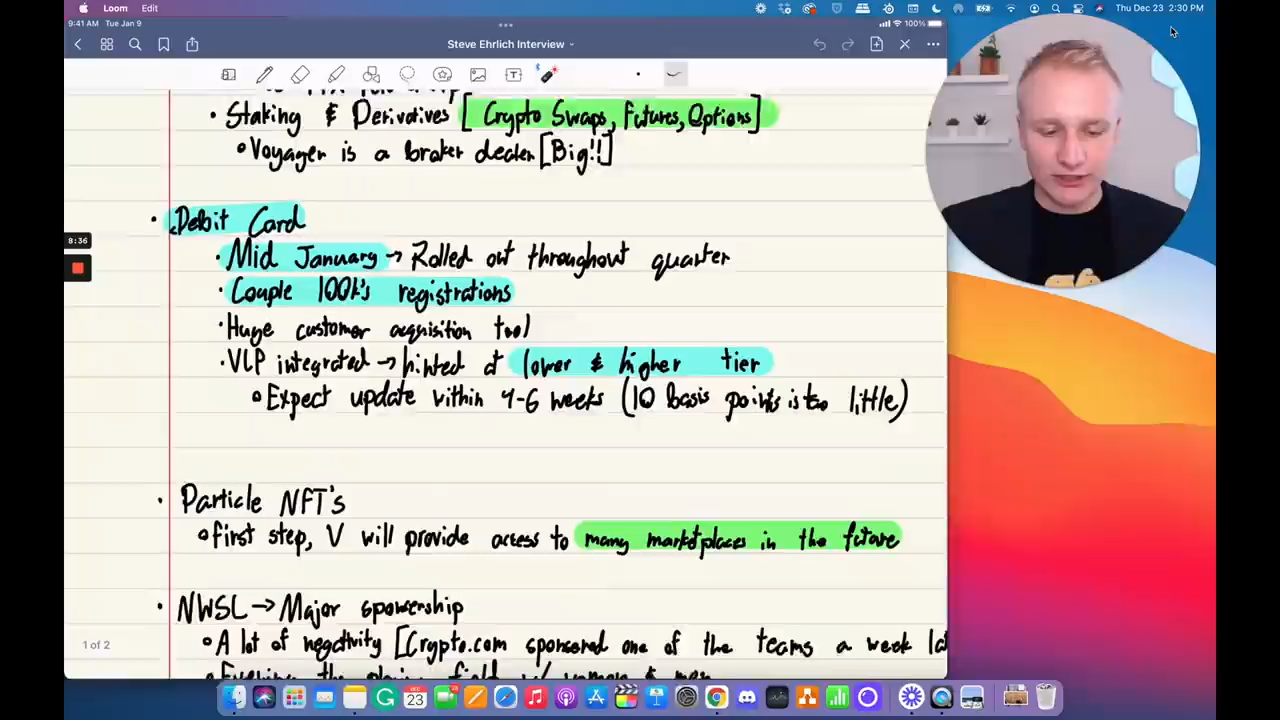 Loom Edit Thu Dec 23 2:30 PM
9:41 AM Tue Jan 9 100%
Steve Ehrlich Interview
• Staking & Derivatives [Crypto Swaps, Futures, Options]
Voyager is a broker dealer [Big!!]
• Debit Card
8:36
• Mid January → Rolled out throughout quarter
• Couple 100k's registrations
• Huge customer acquisition tool
• VLP integrated → hinted at lower & higher tier
Expect update within 4-6 weeks (10 basis points is too little)
• Particle NFT's
first step, V will provide access to many marketplaces in the future
• NWSL → Major sponsership
1 of 2
A lot of negativity [Crypto.com sponsored one of the teams a week la
DEC
23